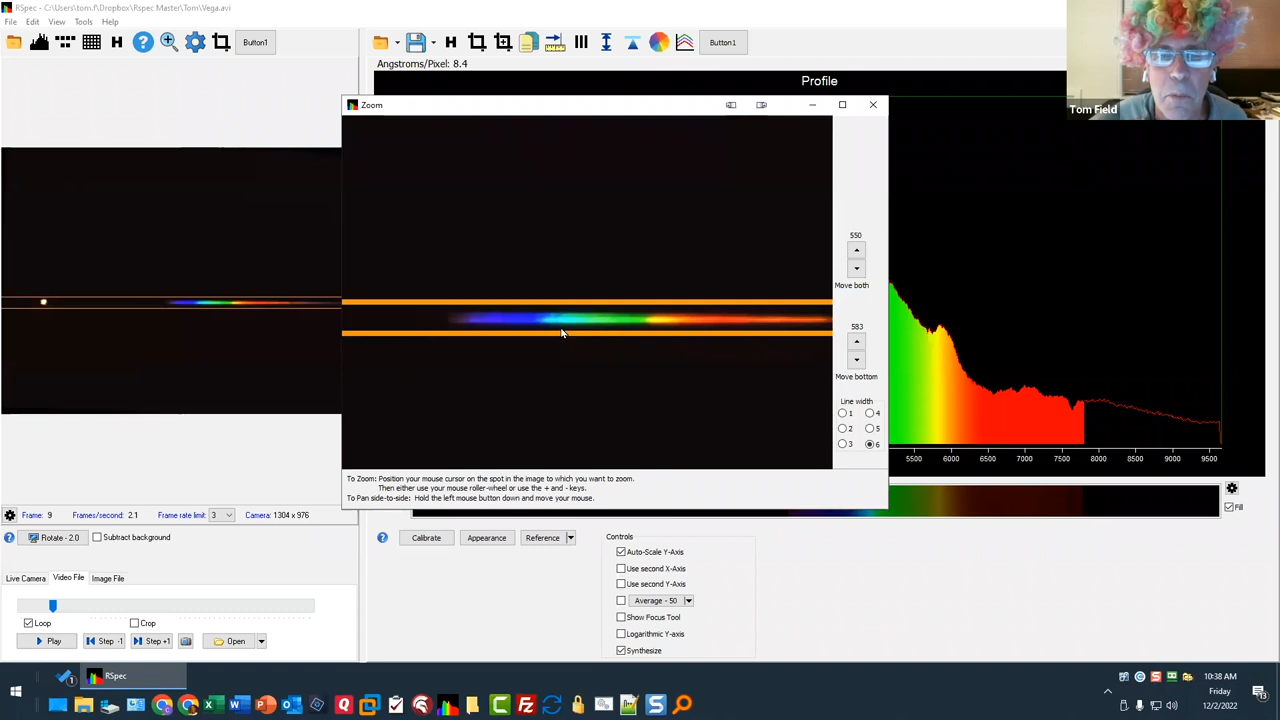 RSpec - C:\Users\tom.f\Dropbox\Rspec Master\Tom\Vega.avi
File Edit View Tools Help
H
Button1
H
Button1
Angstroms/Pixel: 8.4
Profile
Tom Field
Zoom
550
Move both
583
Move bottom
Line width
1 4
2 5
3 6
5500 6000 6500 7000 7500 8000 8500 9000 9500
To Zoom: Position your mouse cursor on the spot in the image to which you want to zoom.
Then either use your mouse roller-wheel or use the + and - keys.
To Pan side-to-side: Hold the left mouse button down and move your mouse.
Fill
Frame: 9 Frames/second: 2.1 Frame rate limit: 3 Camera: 1304 x 976
Rotate - 2.0 Subtract background
Calibrate Appearance Reference
Controls
Auto-Scale Y-Axis
Use second X-Axis
Use second Y-Axis
Average - 50
Show Focus Tool
Logarithmic Y-axis
Synthesize
Live Camera Video File Image File
Loop Crop
Play Step -1 Step +1 Open
RSpec
10:38 AM
Friday
12/2/2022
13